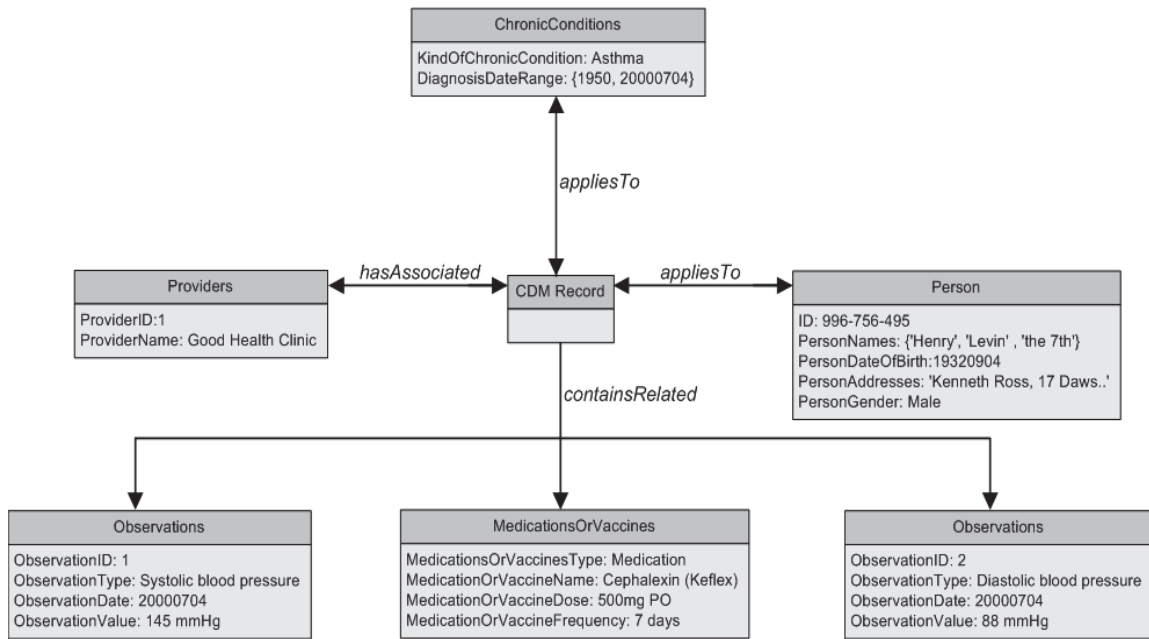 ChronicConditions
KindOfChronicCondition: Asthma
DiagnosisDateRange: {1950, 20000704}
appliesTo
hasAssociated
appliesTo
Providers
ProviderID:1
ProviderName: Good Health Clinic
CDM Record
Person
ID: 996-756-495
PersonNames: {'Henry', 'Levin' , 'the 7th'}
PersonDateOfBirth:19320904
PersonAddresses: 'Kenneth Ross, 17 Daws..'
PersonGender: Male
containsRelated
Observations
ObservationID: 1
ObservationType: Systolic blood pressure
ObservationDate: 20000704
ObservationValue: 145 mmHg
MedicationsOrVaccines
MedicationsOrVaccinesType: Medication
MedicationOrVaccineName: Cephalexin (Keflex)
MedicationOrVaccineDose: 500mg PO
MedicationOrVaccineFrequency: 7 days
Observations
ObservationID: 2
ObservationType: Diastolic blood pressure
ObservationDate: 20000704
ObservationValue: 88 mmHg